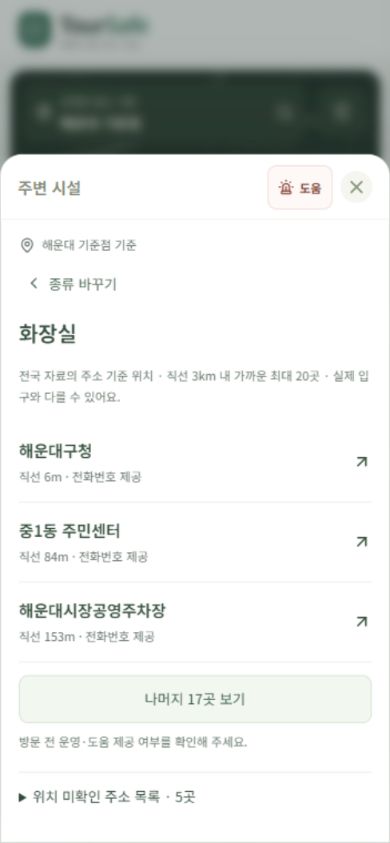 TourSafe
주변 시설
도움
해운대 기준점 기준
종류 바꾸기
화장실
전국 자료의 주소 기준 위치 · 직선 3km 내 가까운 최대 20곳 · 실제 입
구와 다를 수 있어요.
해운대구청
직선 6m · 전화번호 제공
중1동 주민센터
직선 84m · 전화번호 제공
해운대시장공영주차장
직선 153m · 전화번호 제공
나머지 17곳 보기
방문 전 운영·도움 제공 여부를 확인해 주세요.
▶ 위치 미확인 주소 목록 · 5곳